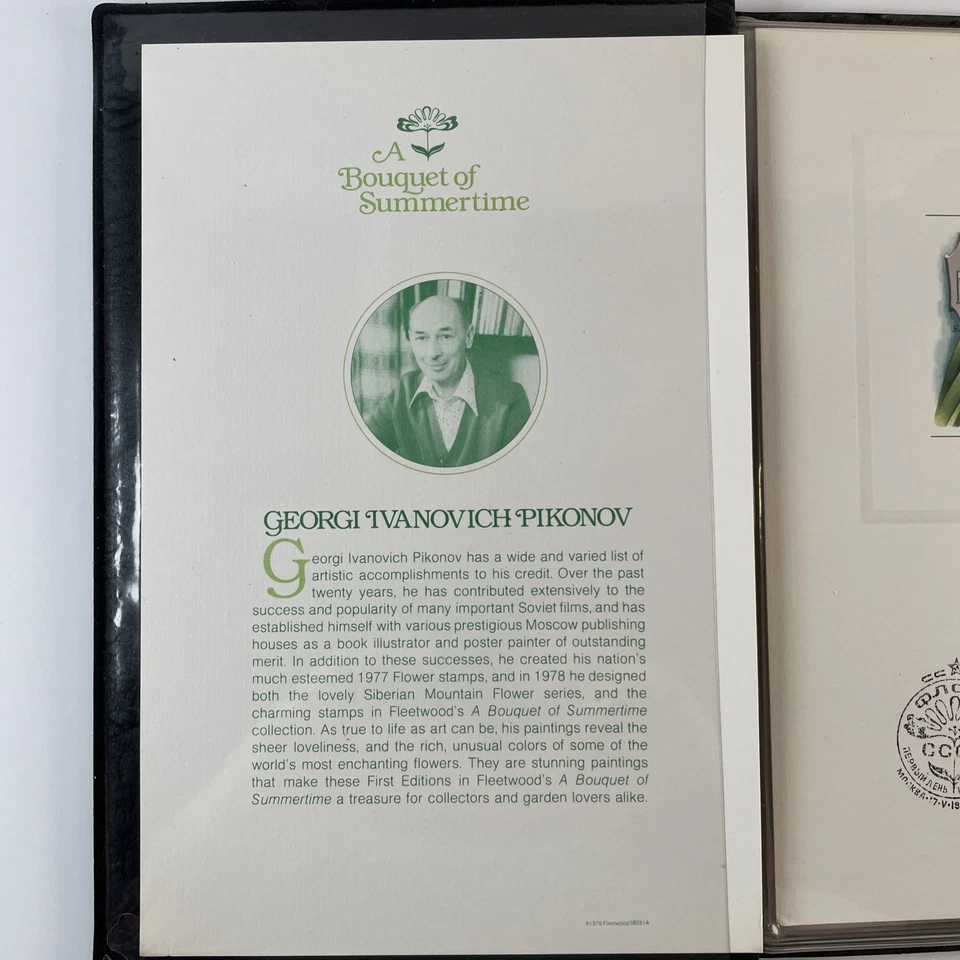 A
Bouquet of
Summertime
GEORGI IVANOVICH PIKONOV
Georgi Ivanovich Pikonov has a wide and varied list of
artistic accomplishments to his credit. Over the past
twenty years, he has contributed extensively to the
success and popularity of many important Soviet films, and has
established himself with various prestigious Moscow publishing
houses as a book illustrator and poster painter of outstanding
merit. In addition to these successes, he created his nation's
much esteemed 1977 Flower stamps, and in 1978 he designed
both the lovely Siberian Mountain Flower series, and the
charming stamps in Fleetwood's A Bouquet of Summertime
collection. As true to life as art can be, his paintings reveal the
sheer loveliness, and the rich, unusual colors of some of the
world's most enchanting flowers. They are stunning paintings
that make these First Editions in Fleetwood's A Bouquet of
Summertime a treasure for collectors and garden lovers alike.
©1978 Fleetwood 58051A
ПЕРВЫЙ ДЕНЬ
МОСКВА